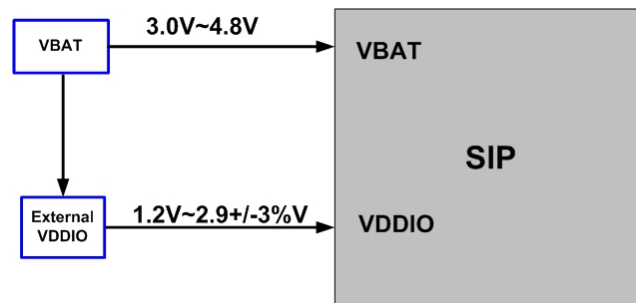 3.0V~4.8V
VBAT
VBAT
SIP
External
VDDIO
1.2V~2.9+/-3%V
VDDIO